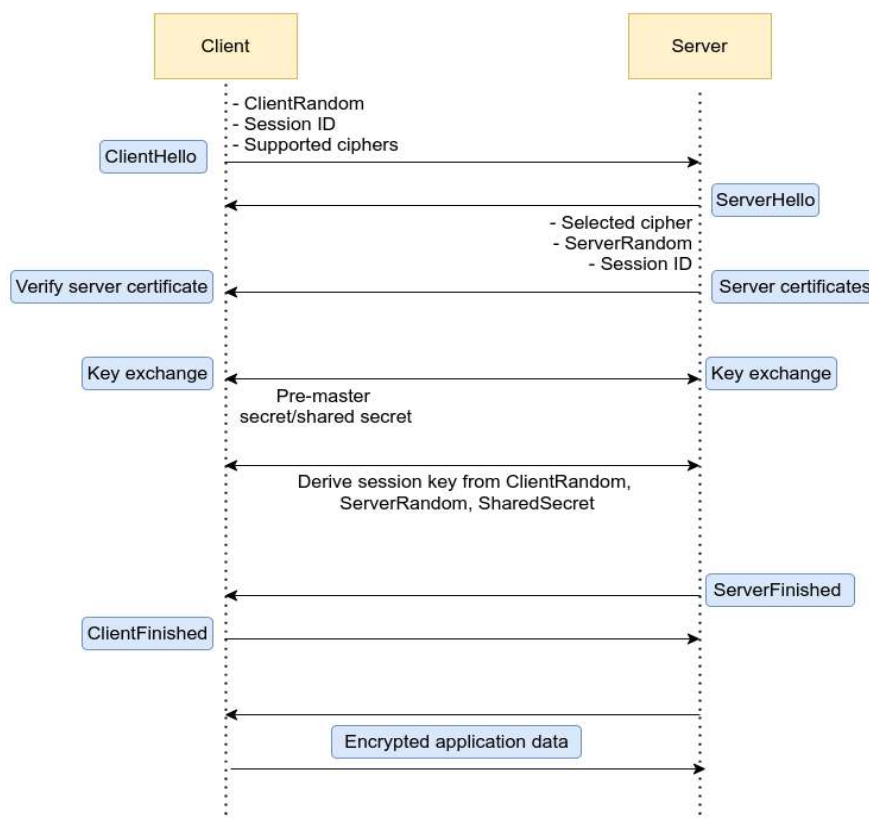 Client
Server
- ClientRandom
- Session ID
- Supported ciphers
ClientHello
ServerHello
- Selected cipher
- ServerRandom
- Session ID
Verify server certificate
Server certificates
Key exchange
Key exchange
Pre-master
secret/shared secret
Derive session key from ClientRandom,
ServerRandom, SharedSecret
ServerFinished
ClientFinished
Encrypted application data